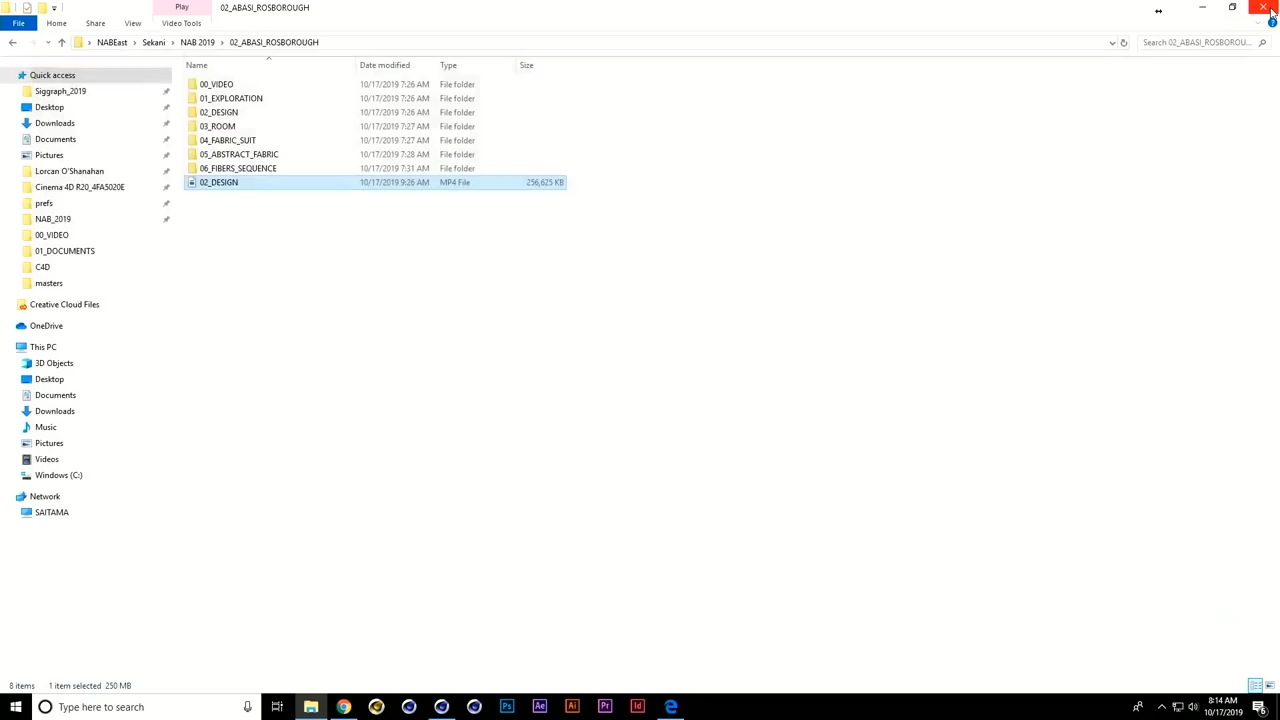 Play
02_ABASI_ROSBOROUGH
File
Home
Share
View
Video Tools
NABEast
Sekani
NAB 2019
02_ABASI_ROSBOROUGH
Search 02_ABASI_ROSBOROU...
Name
Date modified
Type
Size
Quick access
Siggraph_2019
Desktop
Downloads
Documents
Pictures
Lorcan O'Shanahan
Cinema 4D R20_4FA5020E
prefs
NAB_2019
00_VIDEO
01_DOCUMENTS
C4D
masters
Creative Cloud Files
OneDrive
This PC
3D Objects
Desktop
Documents
Downloads
Music
Pictures
Videos
Windows (C:)
Network
SAITAMA
00_VIDEO 10/17/2019 7:26 AM File folder
01_EXPLORATION 10/17/2019 7:26 AM File folder
02_DESIGN 10/17/2019 7:26 AM File folder
03_ROOM 10/17/2019 7:27 AM File folder
04_FABRIC_SUIT 10/17/2019 7:27 AM File folder
05_ABSTRACT_FABRIC 10/17/2019 7:28 AM File folder
06_FIBERS_SEQUENCE 10/17/2019 7:31 AM File folder
02_DESIGN 10/17/2019 9:26 AM MP4 File 256,625 KB
8 items
1 item selected 250 MB
Type here to search
Ps
Ae
Ai
Pr
Id
8:14 AM
10/17/2019
6